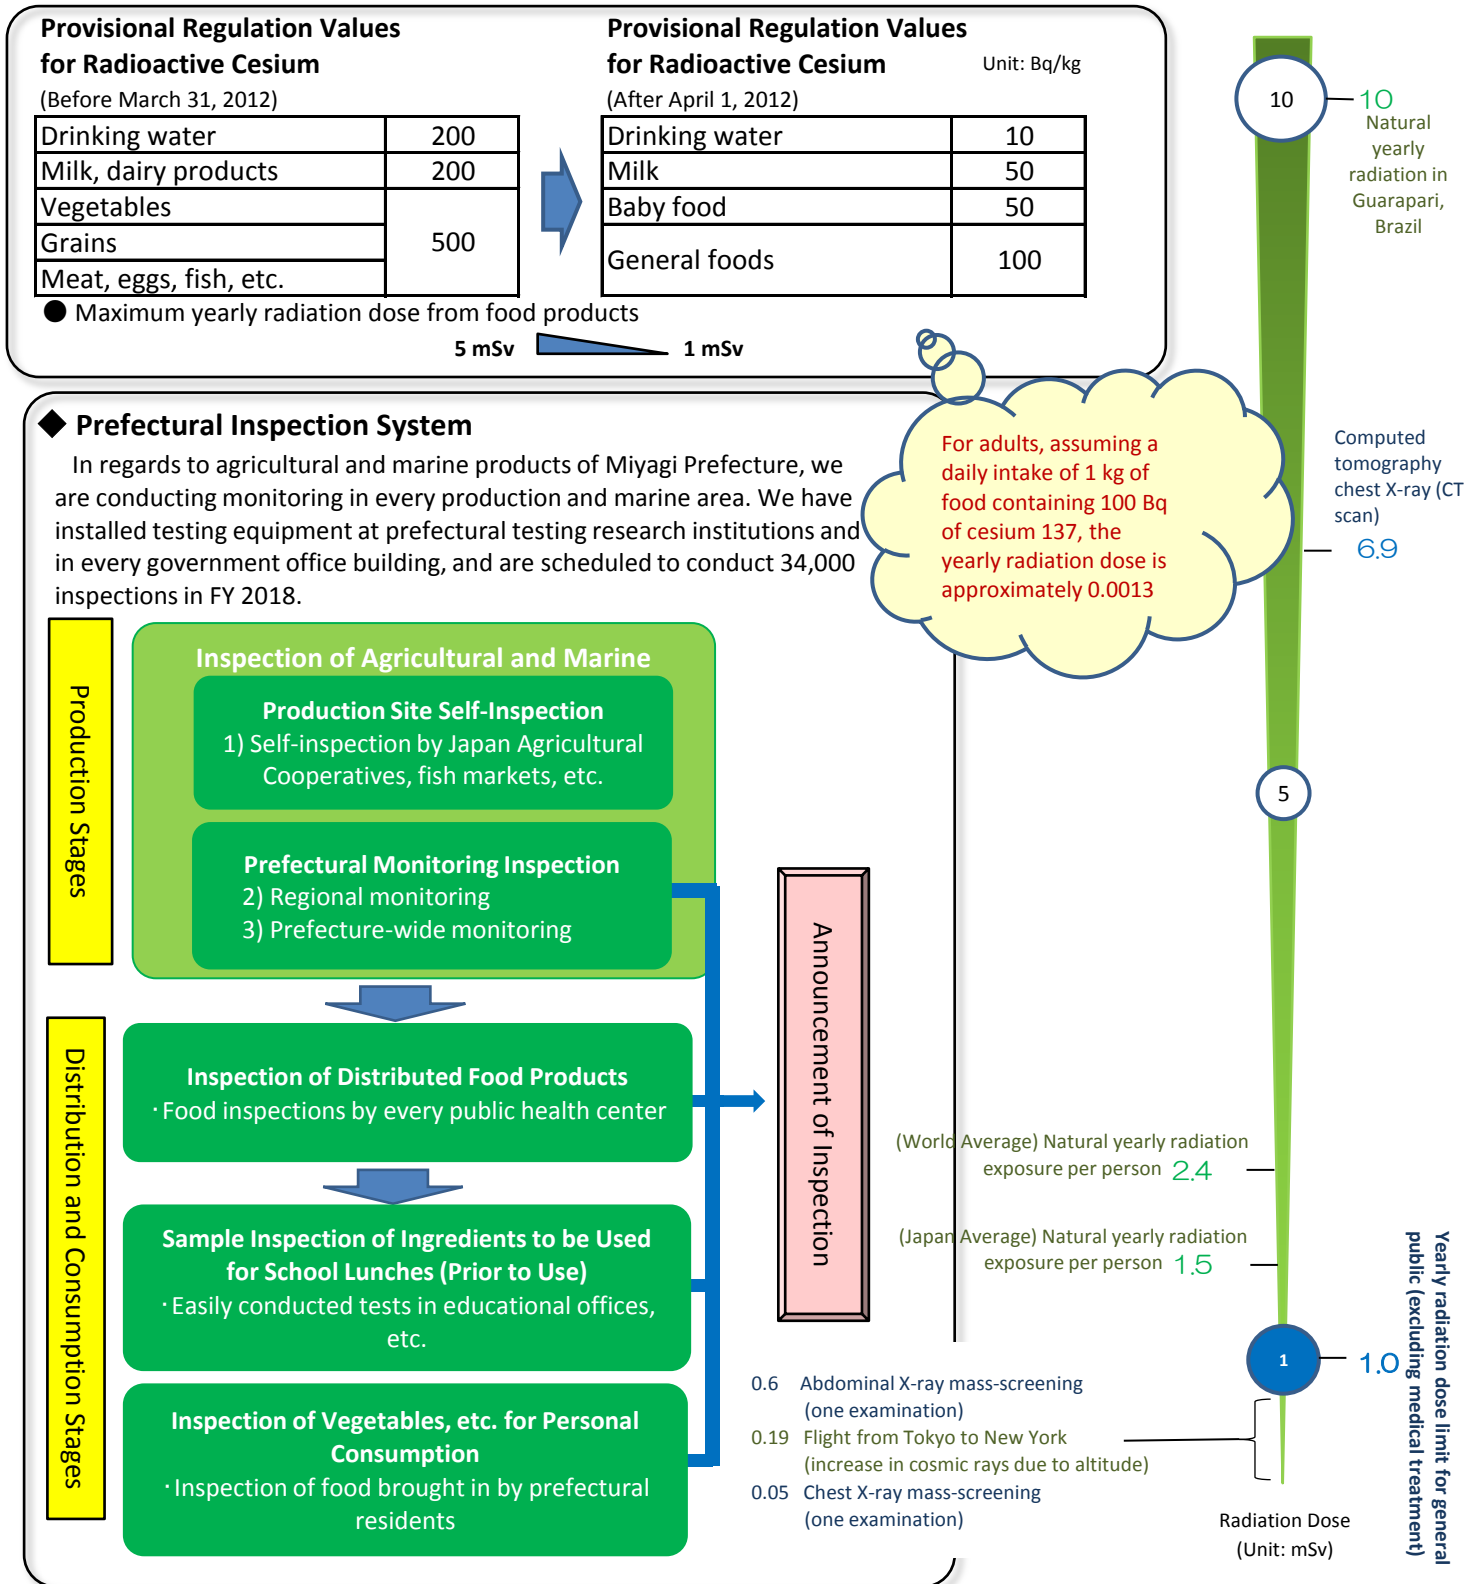 Provisional Regulation Values
for Radioactive Cesium
(Before March 31, 2012)
Drinking water 200
Milk, dairy products 200
Vegetables
Grains 500
Meat, eggs, fish, etc.
Provisional Regulation Values
for Radioactive Cesium Unit: Bq/kg
(After April 1, 2012)
Drinking water 10
Milk 50
Baby food 50
General foods 100
● Maximum yearly radiation dose from food products
5 mSv 1 mSv
◆ Prefectural Inspection System
In regards to agricultural and marine products of Miyagi Prefecture, we
are conducting monitoring in every production and marine area. We have
installed testing equipment at prefectural testing research institutions and
in every government office building, and are scheduled to conduct 34,000
inspections in FY 2018.
For adults, assuming a
daily intake of 1 kg of
food containing 100 Bq
of cesium 137, the
yearly radiation dose is
approximately 0.0013
Production Stages
Inspection of Agricultural and Marine
Production Site Self-Inspection
1) Self-inspection by Japan Agricultural
Cooperatives, fish markets, etc.
Prefectural Monitoring Inspection
2) Regional monitoring
3) Prefecture-wide monitoring
Distribution and Consumption Stages
Inspection of Distributed Food Products
·Food inspections by every public health center
Sample Inspection of Ingredients to be Used
for School Lunches (Prior to Use)
·Easily conducted tests in educational offices,
etc.
Inspection of Vegetables, etc. for Personal
Consumption
·Inspection of food brought in by prefectural
residents
Announcement of Inspection
10
10
Natural
yearly
radiation in
Guarapari,
Brazil
Computed
tomography
chest X-ray (CT
scan)
6.9
5
(World Average) Natural yearly radiation
exposure per person 2.4
(Japan Average) Natural yearly radiation
exposure per person 1.5
1
1.0
Yearly radiation dose limit for general
public (excluding medical treatment)
0.6 Abdominal X-ray mass-screening
(one examination)
0.19 Flight from Tokyo to New York
(increase in cosmic rays due to altitude)
0.05 Chest X-ray mass-screening
(one examination)
Radiation Dose
(Unit: mSv)